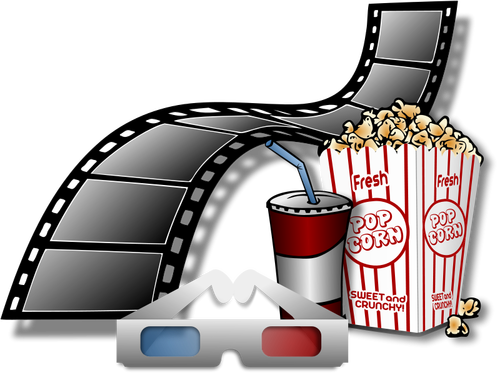 Fresh
POP
CORN
SWEET and
CRUNCHY!
Fresh
POP
CORN
SWEET and
CRUNCHY!